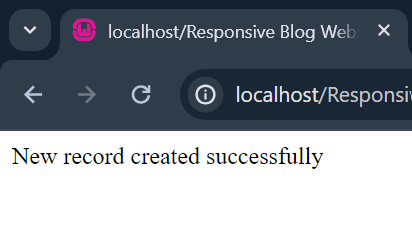 localhost/Responsive Blog Web
localhost/Responsiv
New record created successfully